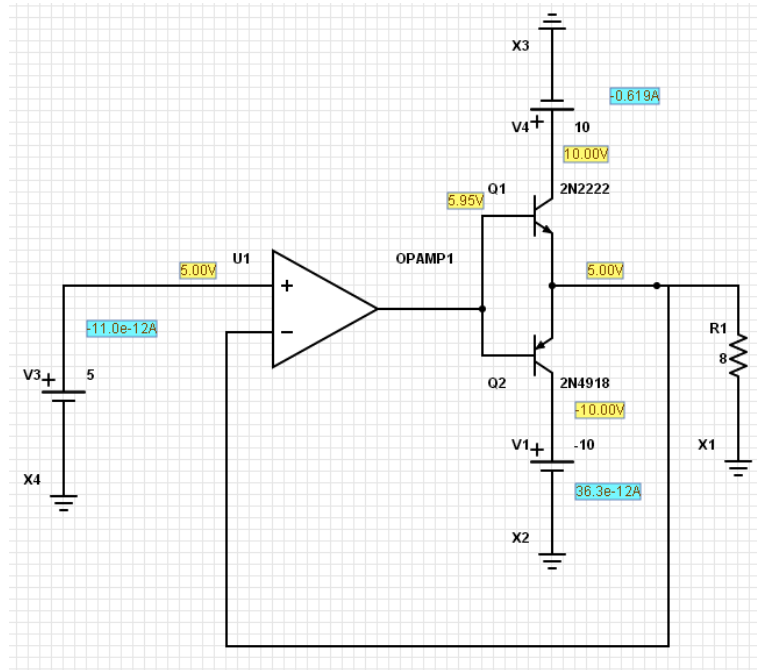 X3
-0.619A
V4
+
10
10.00V
Q1
2N2222
5.95V
U1
OPAMP1
5.00V
5.00V
+
−
-11.0e-12A
R1
8
V3
+
5
Q2
2N4918
-10.00V
V1
+
-10
X1
X4
36.3e-12A
X2